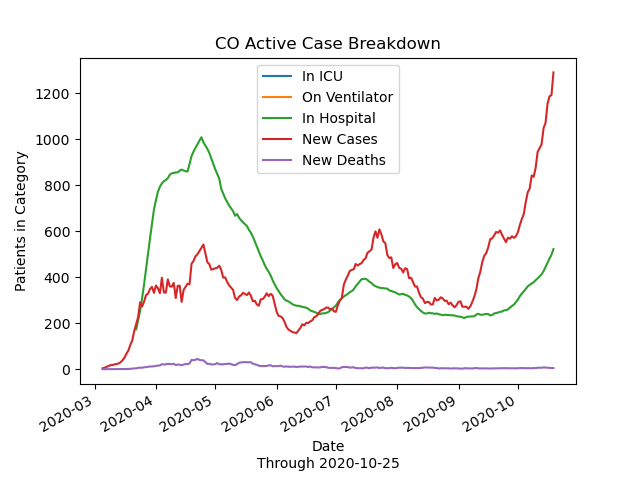 CO Active Case Breakdown
In ICU
On Ventilator
In Hospital
New Cases
New Deaths
Patients in Category
1200
1000
800
600
400
200
0
2020-03
2020-04
2020-05
2020-06
2020-07
2020-08
2020-09
2020-10
Date
Through 2020-10-25